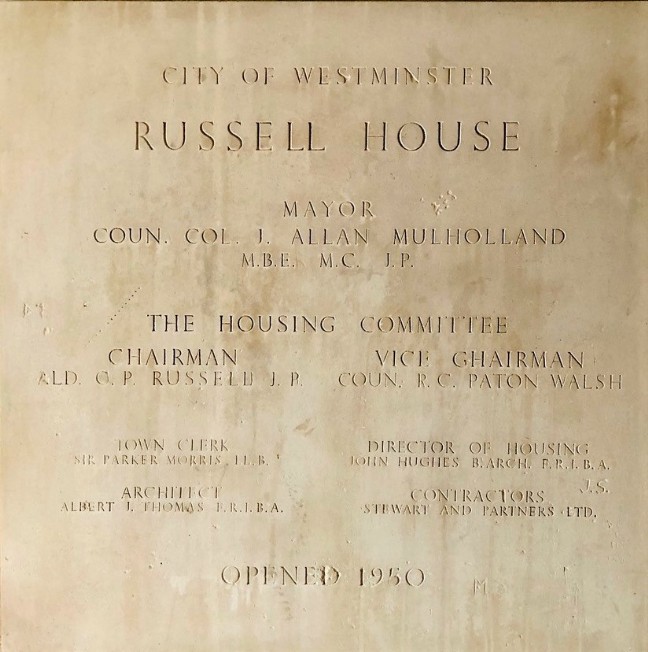 CITY OF WESTMINSTER
RUSSELL HOUSE
MAYOR
COUN. COL. J. ALLAN MULHOLLAND
M.B.E. M.C. J.P.
THE HOUSING COMMITTEE
CHAIRMAN
ALD. O. P. RUSSELL J. P.
VICE CHAIRMAN
COUN. R. C. PATON WALSH
TOWN CLERK
SIR PARKER MORRIS LL.B.
DIRECTOR OF HOUSING
JOHN HUGHES B.ARCH. F.R.I.B.A.
ARCHITECT
ALBERT J. THOMAS F.R.I.B.A.
CONTRACTORS
STEWART AND PARTNERS LTD.
J.S.
OPENED 1950